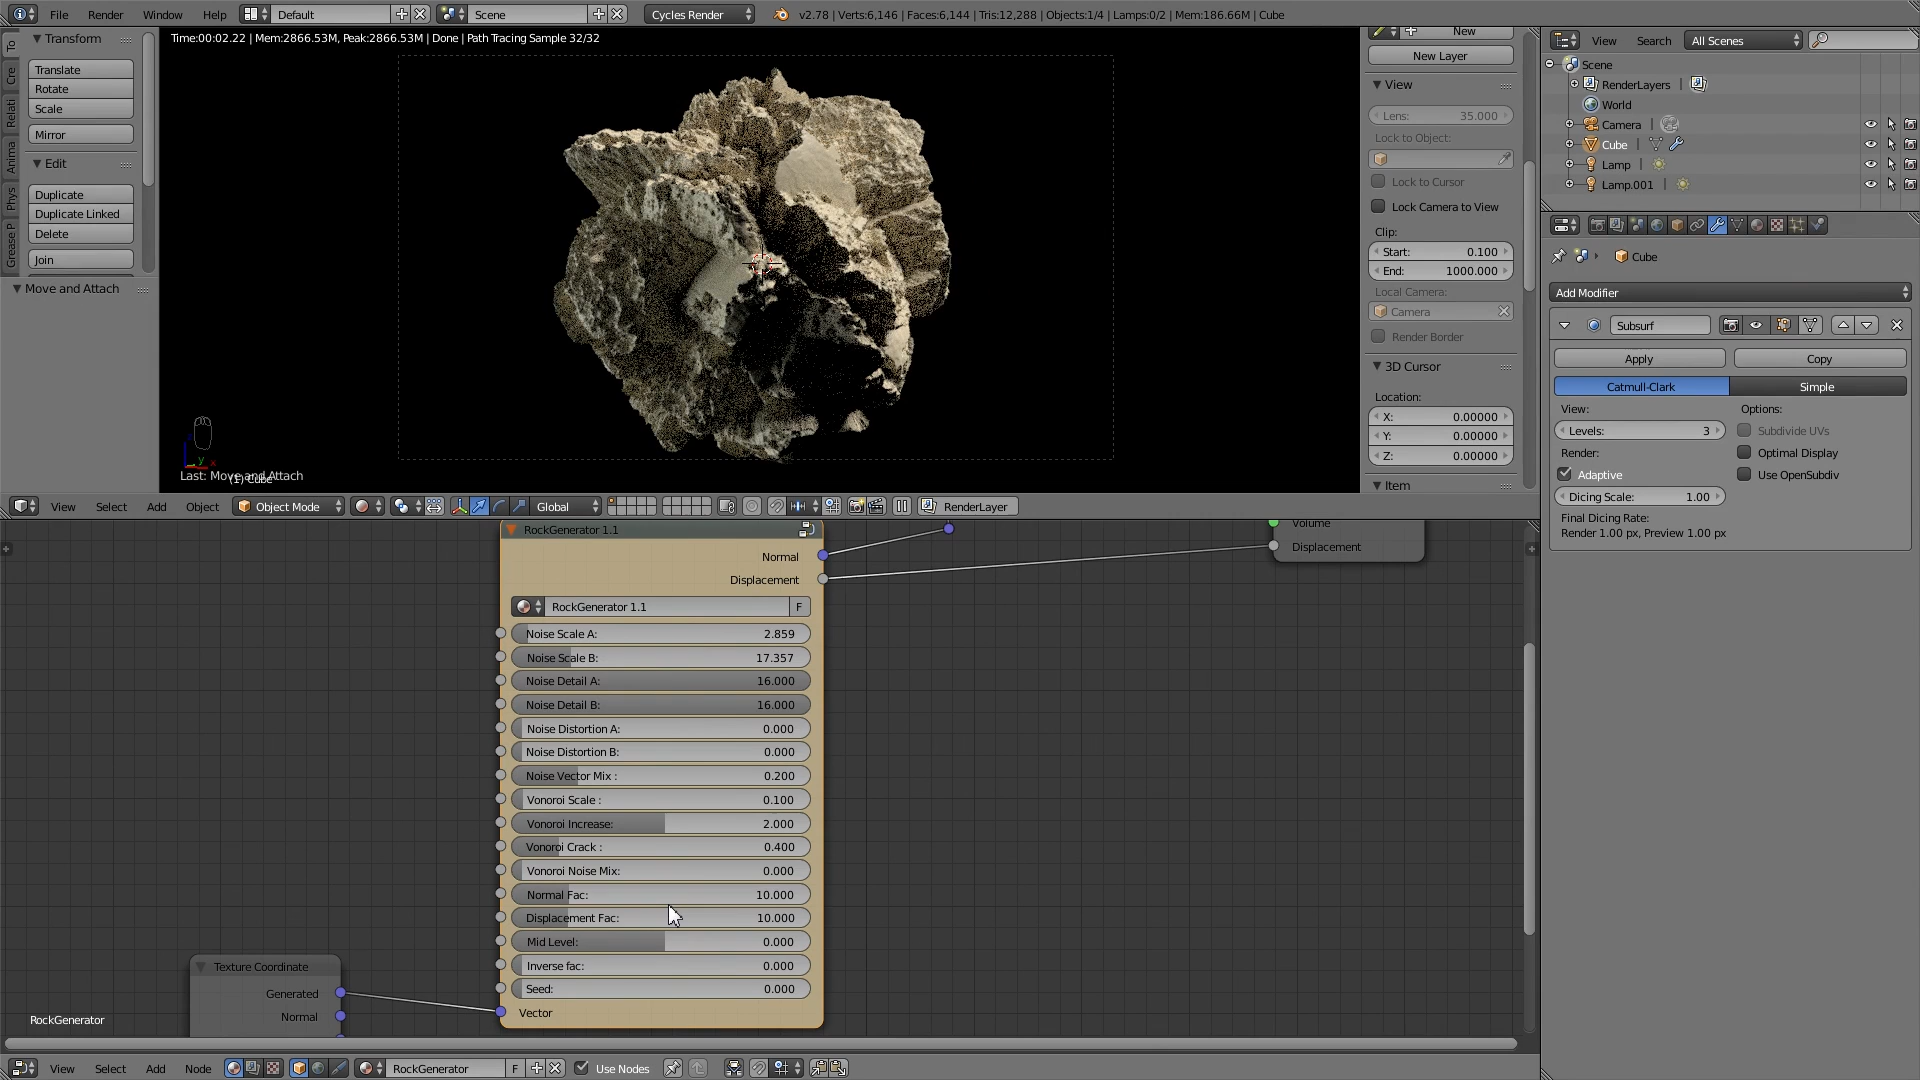 File Render Window Help Default Scene Cycles Render v2.78 | Verts:6,146 | Faces:6,144 | Tris:12,288 | Objects:1/4 | Lamps:0/2 | Mem:186.66M | Cube
Time:00:02.22 | Mem:2866.53M, Peak:2866.53M | Done | Path Tracing Sample 32/32
To
Cre
Relati
Anima
Phys
Grease P
Transform
Translate
Rotate
Scale
Mirror
Edit
Duplicate
Duplicate Linked
Delete
Join
Move and Attach
Last: Move and Attach
(1) Cube
y x
New
New Layer
View
Lens: 35.000
Lock to Object:
Lock to Cursor
Lock Camera to View
Clip:
Start: 0.100
End: 1000.000
Local Camera:
Camera
Render Border
3D Cursor
Location:
X: 0.00000
Y: 0.00000
Z: 0.00000
Item
View Search All Scenes
Scene
RenderLayers |
World
Camera |
Cube |
Lamp |
Lamp.001 |
Cube
Add Modifier
Subsurf
Apply Copy
Catmull-Clark Simple
View: Options:
Levels: 3 Subdivide UVs
Render: Optimal Display
Adaptive Use OpenSubdiv
Dicing Scale: 1.00
Final Dicing Rate:
Render 1.00 px, Preview 1.00 px
View Select Add Object Object Mode Global RenderLayer
RockGenerator 1.1
Normal
Displacement
RockGenerator 1.1 F
Noise Scale A: 2.859
Noise Scale B: 17.357
Noise Detail A: 16.000
Noise Detail B: 16.000
Noise Distortion A: 0.000
Noise Distortion B: 0.000
Noise Vector Mix : 0.200
Vonoroi Scale : 0.100
Vonoroi Increase: 2.000
Vonoroi Crack : 0.400
Vonoroi Noise Mix: 0.000
Normal Fac: 10.000
Displacement Fac: 10.000
Mid Level: 0.000
Inverse fac: 0.000
Seed: 0.000
Vector
Volume
Displacement
Texture Coordinate
Generated
Normal
RockGenerator
View Select Add Node RockGenerator F Use Nodes